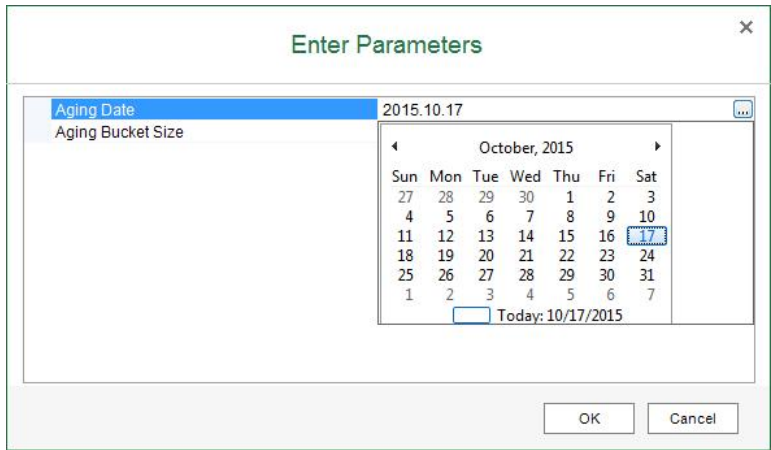 Enter Parameters
Aging Date 2015.10.17 ...
Aging Bucket Size
October, 2015
Sun Mon Tue Wed Thu Fri Sat
27 28 29 30 1 2 3
4 5 6 7 8 9 10
11 12 13 14 15 16 17
18 19 20 21 22 23 24
25 26 27 28 29 30 31
1 2 3 4 5 6 7
Today: 10/17/2015
OK Cancel